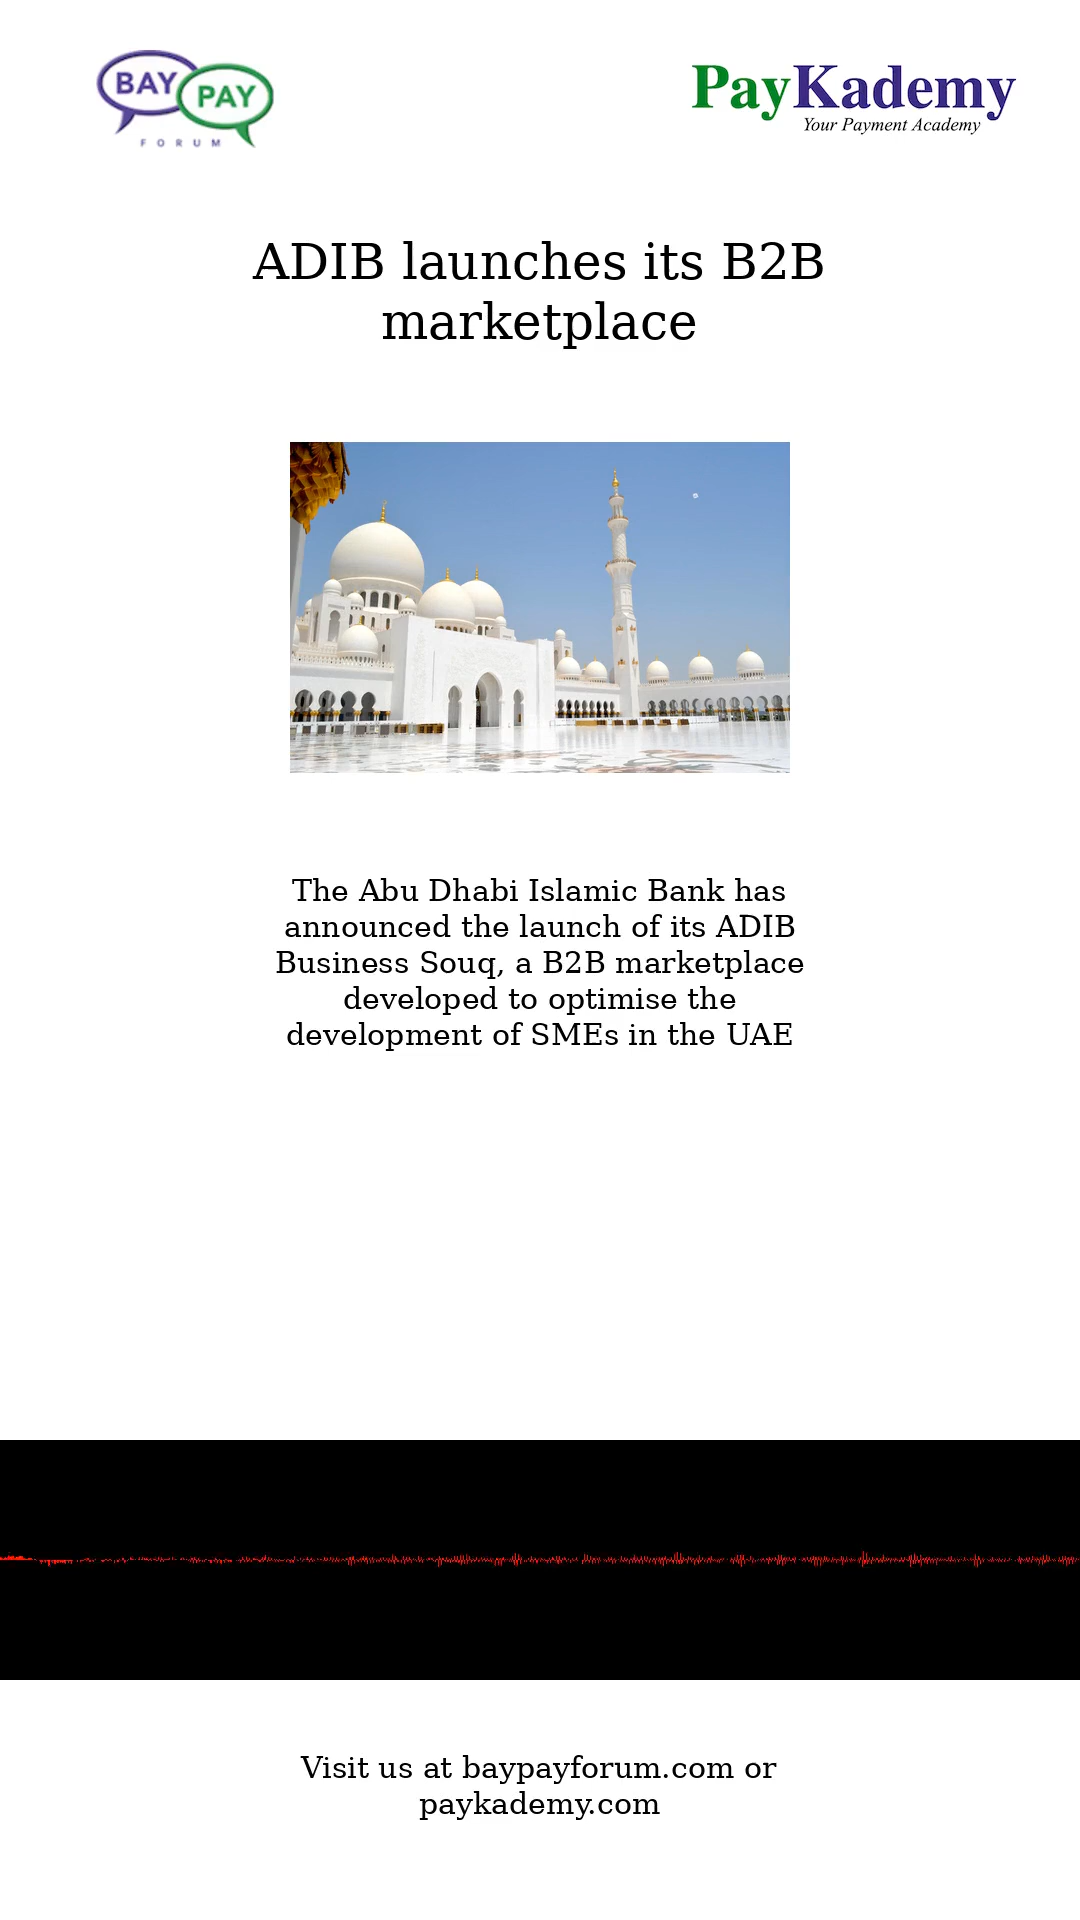 BAY PAY
FORUM
PayKademy
Your Payment Academy
ADIB launches its B2B
marketplace
The Abu Dhabi Islamic Bank has
announced the launch of its ADIB
Business Souq, a B2B marketplace
developed to optimise the
development of SMEs in the UAE
Visit us at baypayforum.com or
paykademy.com